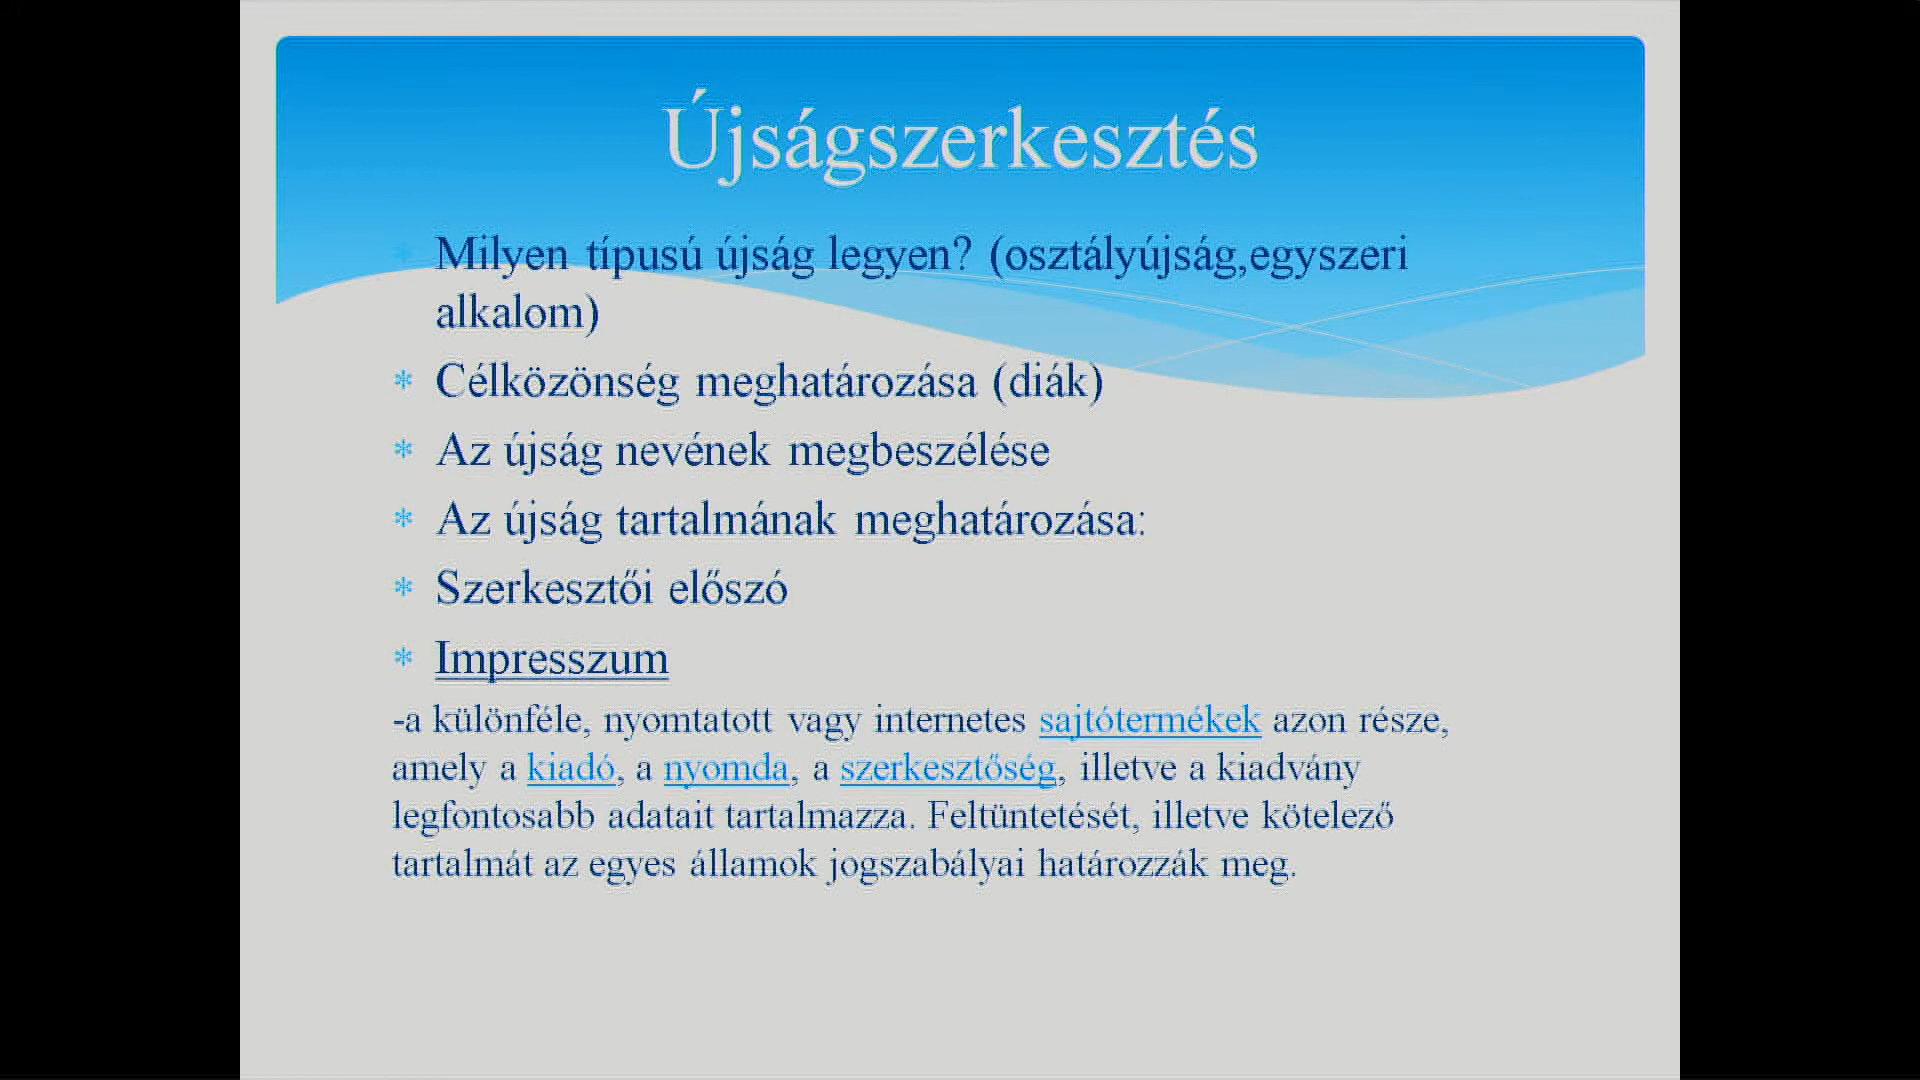 Újságszerkesztés
* Milyen típusú újság legyen? (osztályújság,egyszeri
alkalom)
* Célközönség meghatározása (diák)
* Az újság nevének megbeszélése
* Az újság tartalmának meghatározása:
* Szerkesztői előszó
* Impresszum
-a különféle, nyomtatott vagy internetes sajtótermékek azon része,
amely a kiadó, a nyomda, a szerkesztőség, illetve a kiadvány
legfontosabb adatait tartalmazza. Feltüntetését, illetve kötelező
tartalmát az egyes államok jogszabályai határozzák meg.